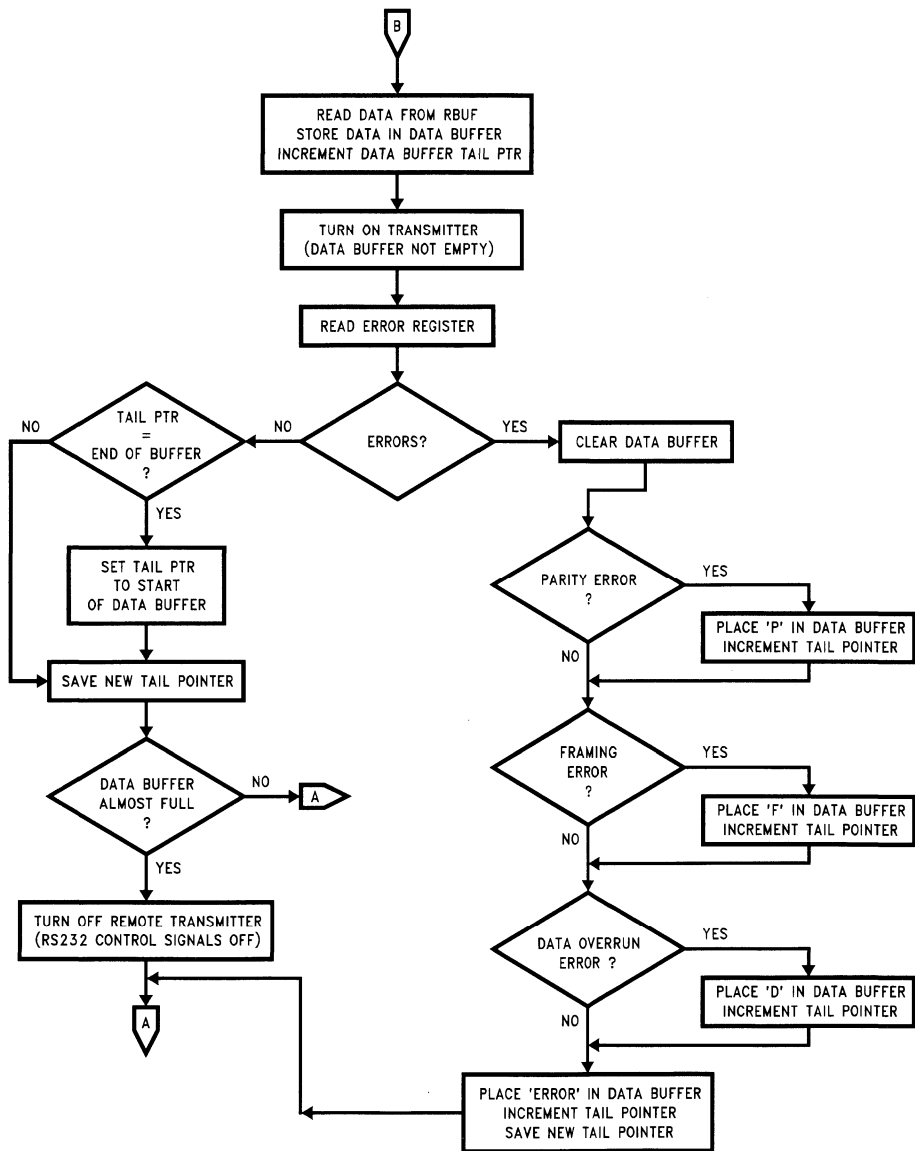 B
READ DATA FROM RBUF
STORE DATA IN DATA BUFFER
INCREMENT DATA BUFFER TAIL PTR
TURN ON TRANSMITTER
(DATA BUFFER NOT EMPTY)
READ ERROR REGISTER
ERRORS?
NO
YES
TAIL PTR
=
END OF BUFFER
?
NO
YES
SET TAIL PTR
TO START
OF DATA BUFFER
SAVE NEW TAIL POINTER
DATA BUFFER
ALMOST FULL
?
NO
A
YES
TURN OFF REMOTE TRANSMITTER
(RS232 CONTROL SIGNALS OFF)
A
CLEAR DATA BUFFER
PARITY ERROR
?
YES
PLACE 'P' IN DATA BUFFER
INCREMENT TAIL POINTER
NO
FRAMING
ERROR
?
YES
PLACE 'F' IN DATA BUFFER
INCREMENT TAIL POINTER
NO
DATA OVERRUN
ERROR ?
YES
PLACE 'D' IN DATA BUFFER
INCREMENT TAIL POINTER
NO
PLACE 'ERROR' IN DATA BUFFER
INCREMENT TAIL POINTER
SAVE NEW TAIL POINTER